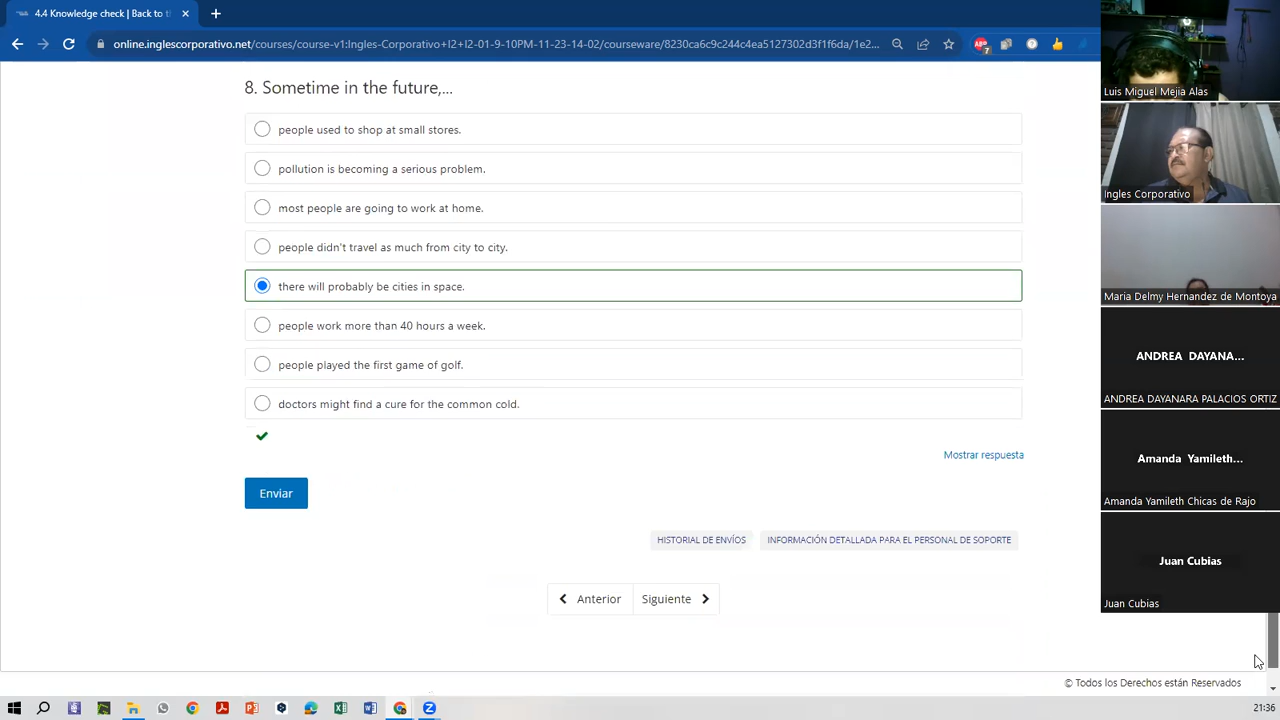 4.4 Knowledge check | Back to t
online.inglescorporativo.net/courses/course-v1:Ingles-Corporativo+I2+I2-01-9-10PM-11-23-14-02/courseware/8230ca6c9c244c4ea5127302d3f1f6da/1e2...
7
8. Sometime in the future,...
people used to shop at small stores.
pollution is becoming a serious problem.
most people are going to work at home.
people didn't travel as much from city to city.
there will probably be cities in space.
people work more than 40 hours a week.
people played the first game of golf.
doctors might find a cure for the common cold.
Mostrar respuesta
Enviar
HISTORIAL DE ENVÍOS
INFORMACIÓN DETALLADA PARA EL PERSONAL DE SOPORTE
Anterior
Siguiente
© Todos los Derechos están Reservados
21:36
Luis Miguel Mejia Alas
Ingles Corporativo
Maria Delmy Hernandez de Montoya
ANDREA DAYANA...
ANDREA DAYANARA PALACIOS ORTIZ
Amanda Yamileth...
Amanda Yamileth Chicas de Rajo
Juan Cubias
Juan Cubias